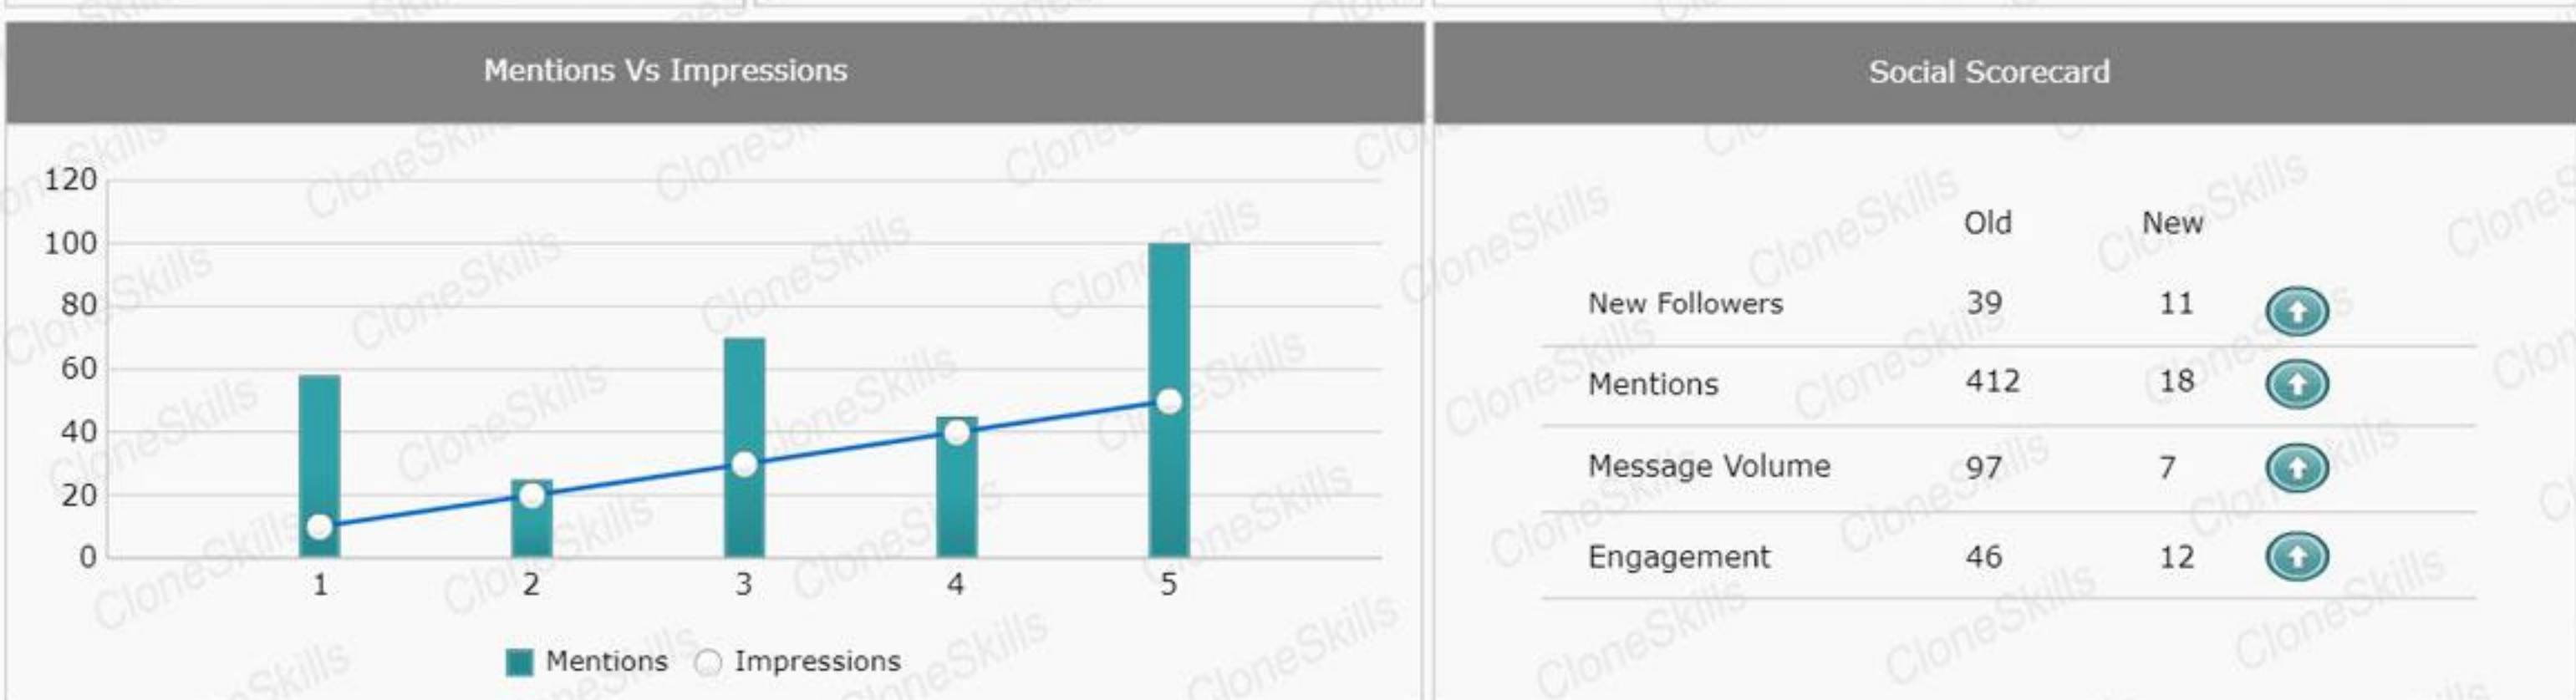 Mentions Vs Impressions
120
100
80
60
40
20
0
1 2 3 4 5
Mentions Impressions
Social Scorecard
Old New
New Followers 39 11
Mentions 412 18
Message Volume 97 7
Engagement 46 12
CloneSkills